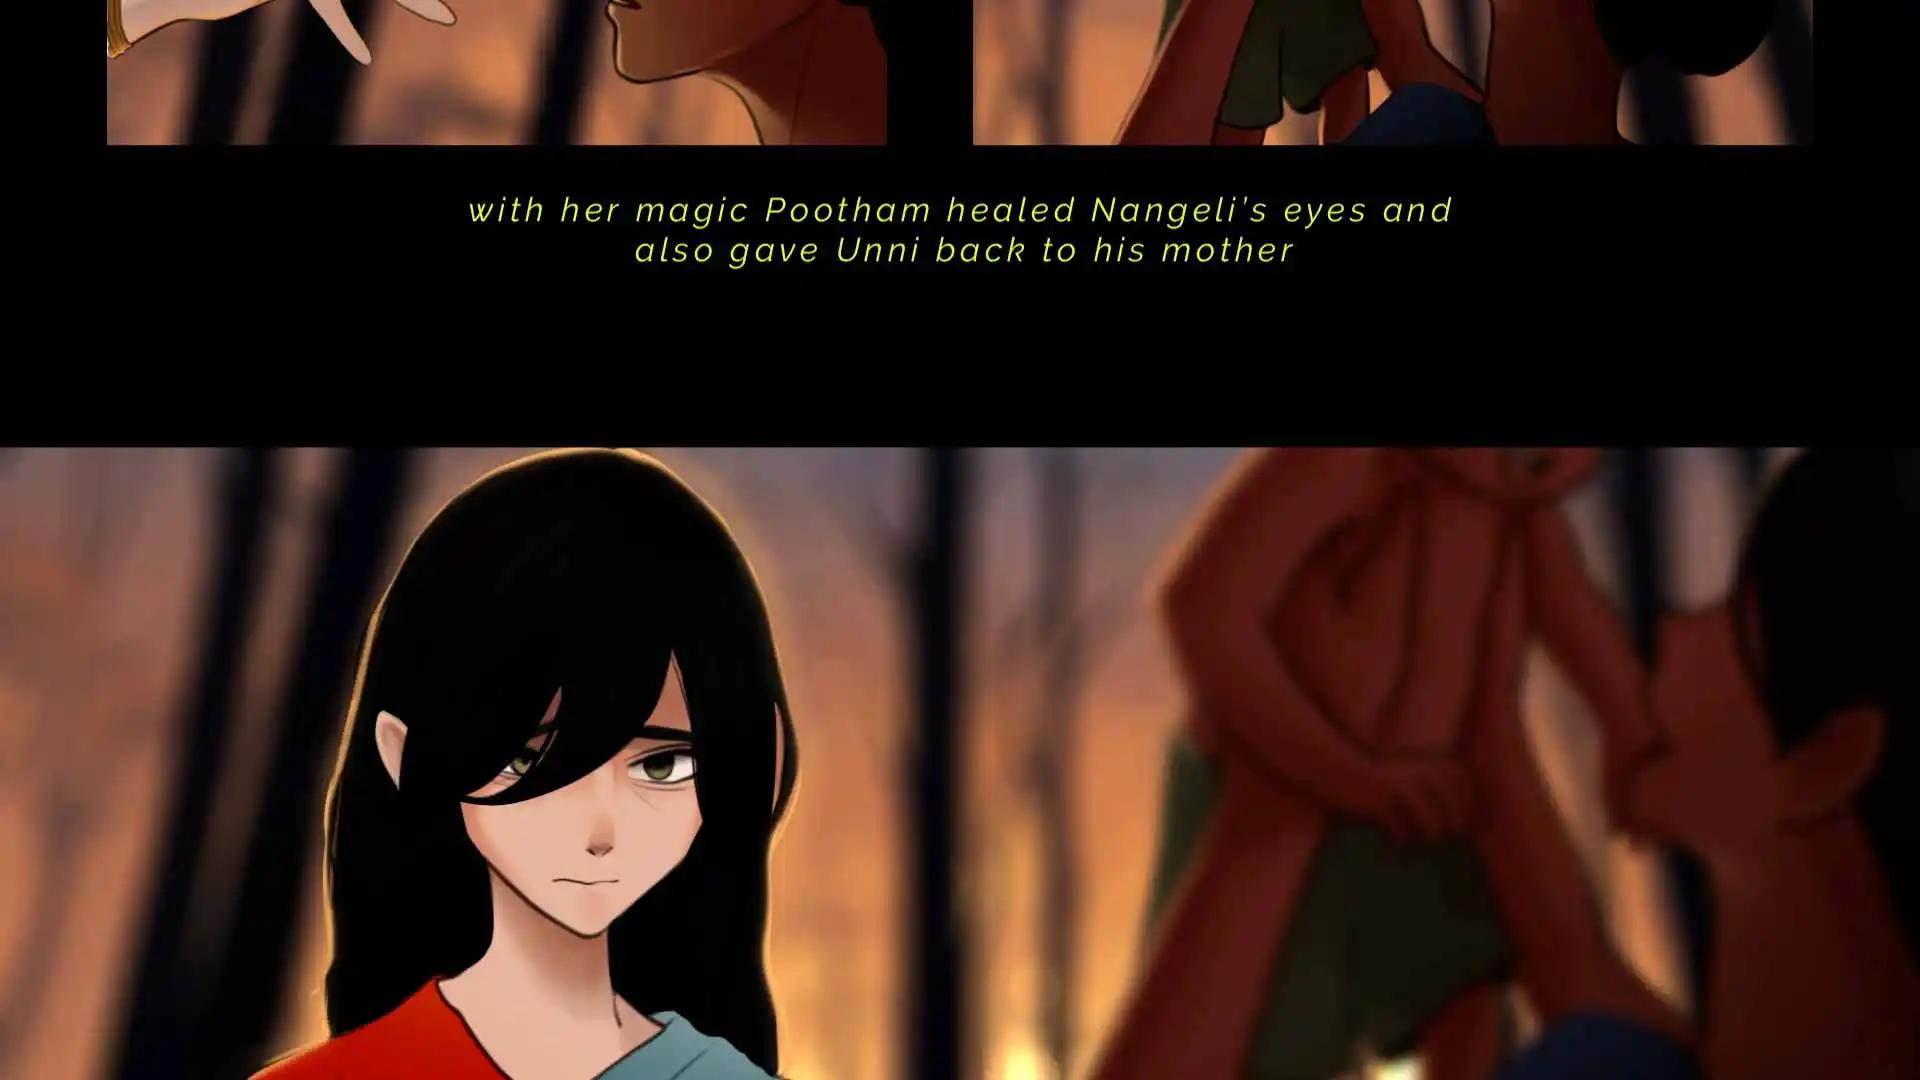 with her magic Pootham healed Nangeli's eyes and
also gave Unni back to his mother